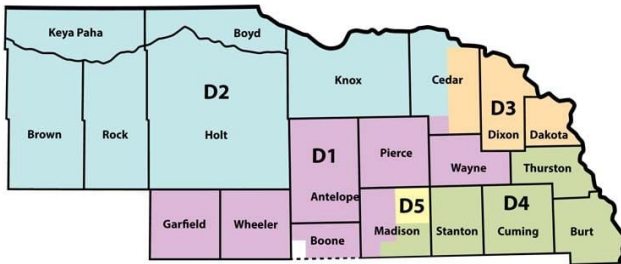 Keya Paha
Boyd
D2
Knox
Cedar
D3
Brown
Rock
Holt
Dixon
Dakota
D1
Pierce
Wayne
Thurston
Antelope
D5
D4
Garfield
Wheeler
Boone
Madison
Stanton
Cuming
Burt